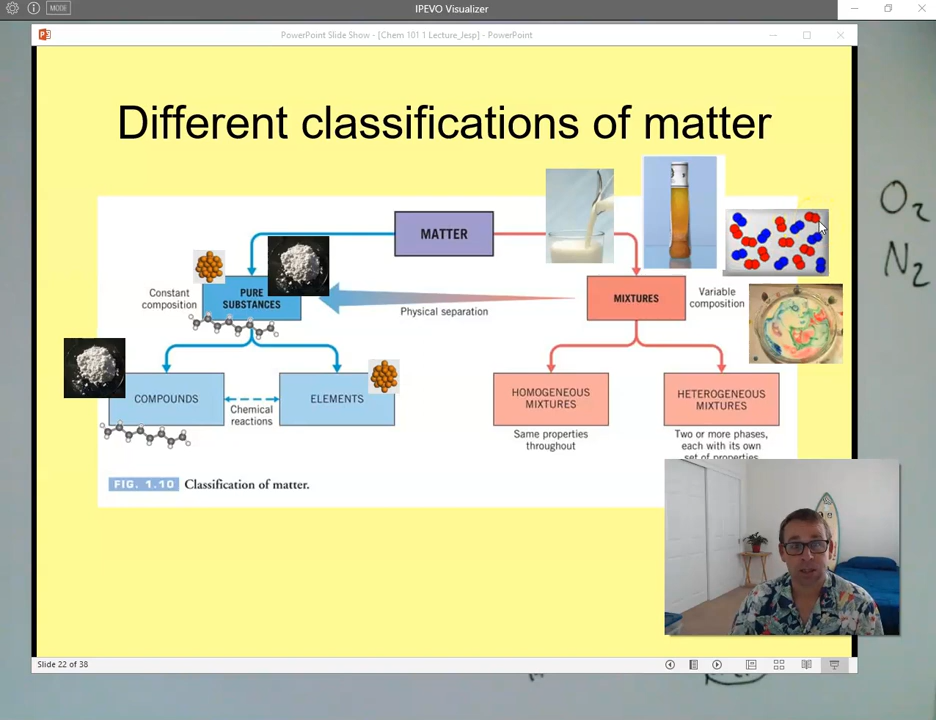 IPEVO Visualizer
MODE
PowerPoint Slide Show - [Chem 101 1 Lecture_Jesp] - PowerPoint
Different classifications of matter
MATTER
Constant
composition
PURE
SUBSTANCES
Physical separation
MIXTURES
Variable
composition
COMPOUNDS
Chemical
reactions
ELEMENTS
HOMOGENEOUS
MIXTURES
Same properties
throughout
HETEROGENEOUS
MIXTURES
Two or more phases,
each with its own
set of properties
FIG. 1.10 Classification of matter.
O₂
N₂
Slide 22 of 38